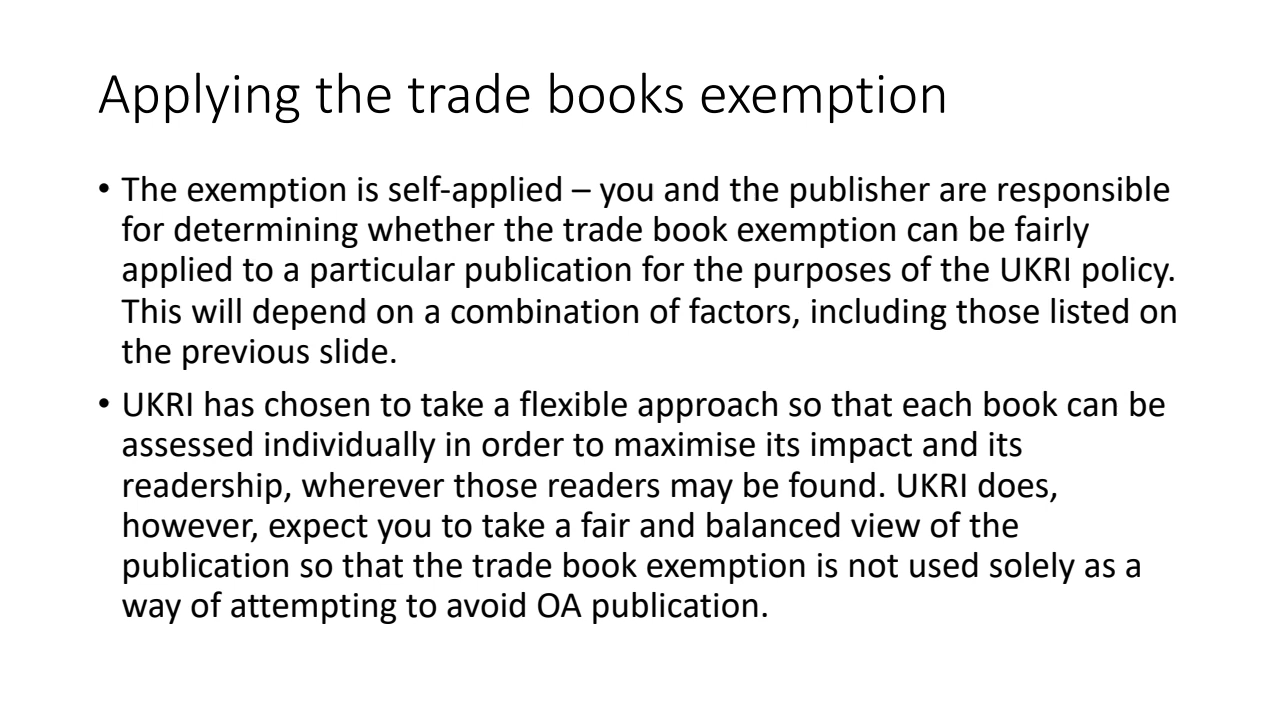 Applying the trade books exemption
• The exemption is self-applied – you and the publisher are responsible
for determining whether the trade book exemption can be fairly
applied to a particular publication for the purposes of the UKRI policy.
This will depend on a combination of factors, including those listed on
the previous slide.
• UKRI has chosen to take a flexible approach so that each book can be
assessed individually in order to maximise its impact and its
readership, wherever those readers may be found. UKRI does,
however, expect you to take a fair and balanced view of the
publication so that the trade book exemption is not used solely as a
way of attempting to avoid OA publication.